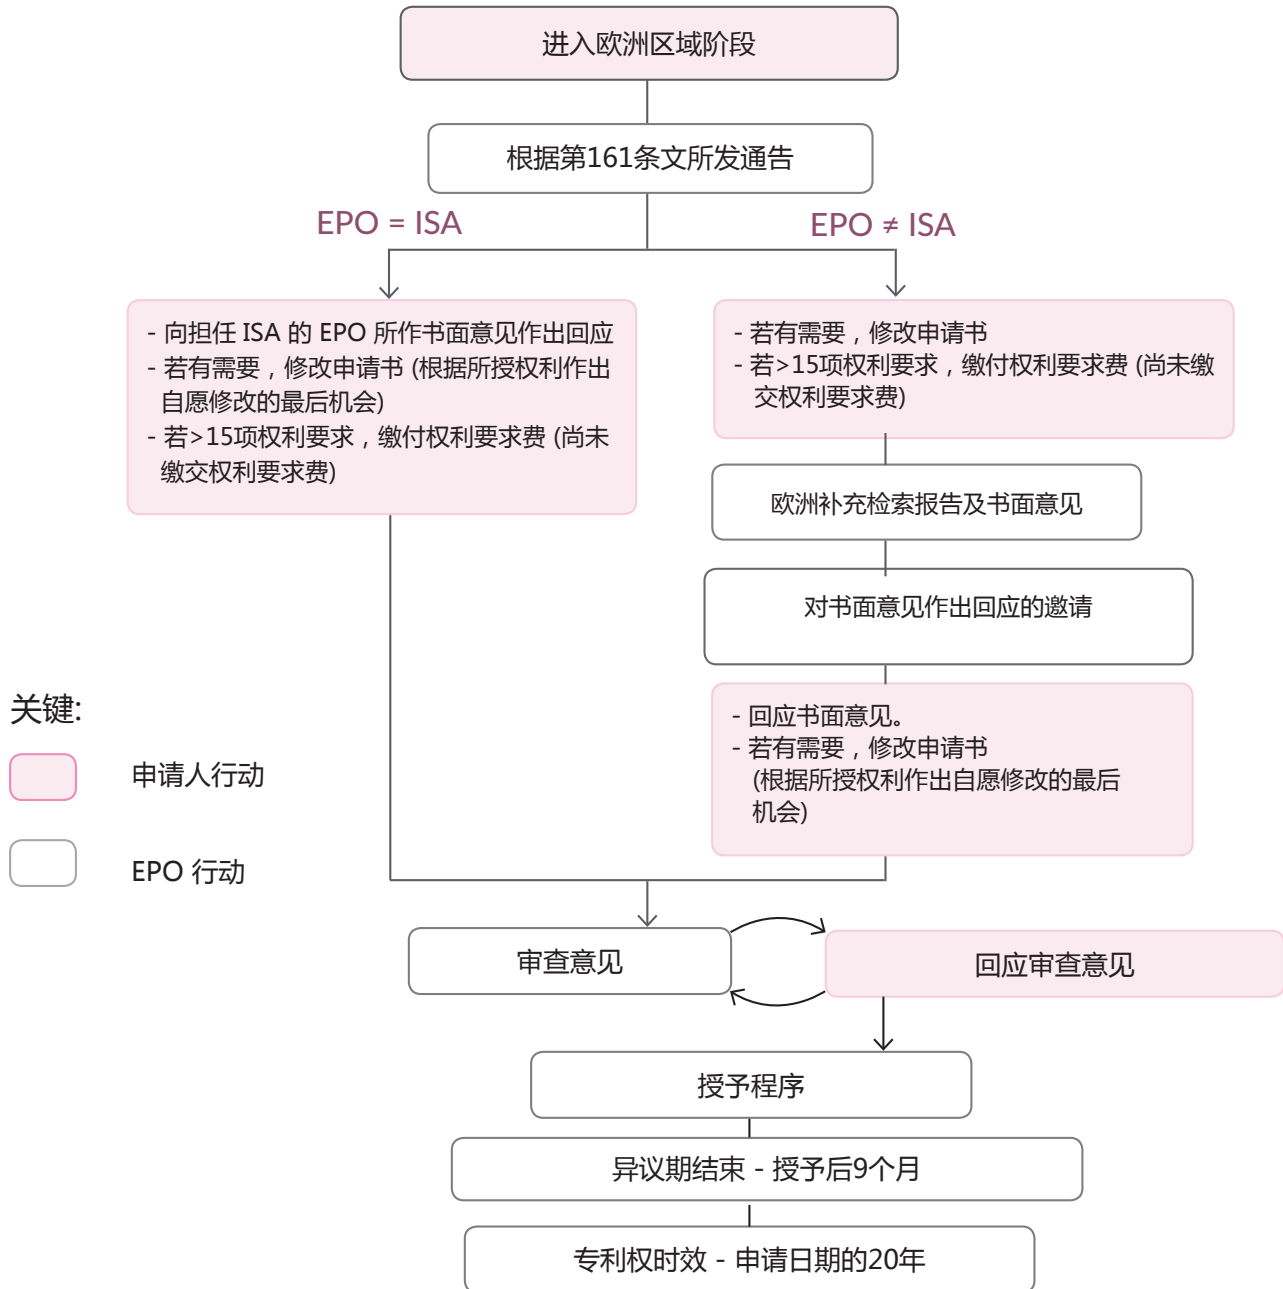 进入欧洲区域阶段
根据第161条文所发通告
EPO = ISA
EPO ≠ ISA
- 向担任 ISA 的 EPO 所作书面意见作出回应
- 若有需要，修改申请书 (根据所授权利作出
自愿修改的最后机会)
- 若>15项权利要求，缴付权利要求费 (尚未
缴交权利要求费)
- 若有需要，修改申请书
- 若>15项权利要求，缴付权利要求费 (尚未缴
交权利要求费)
欧洲补充检索报告及书面意见
对书面意见作出回应的邀请
- 回应书面意见。
- 若有需要，修改申请书
(根据所授权利作出自愿修改的最后
机会)
关键:
申请人行动
EPO 行动
审查意见
回应审查意见
授予程序
异议期结束 - 授予后9个月
专利权时效 - 申请日期的20年